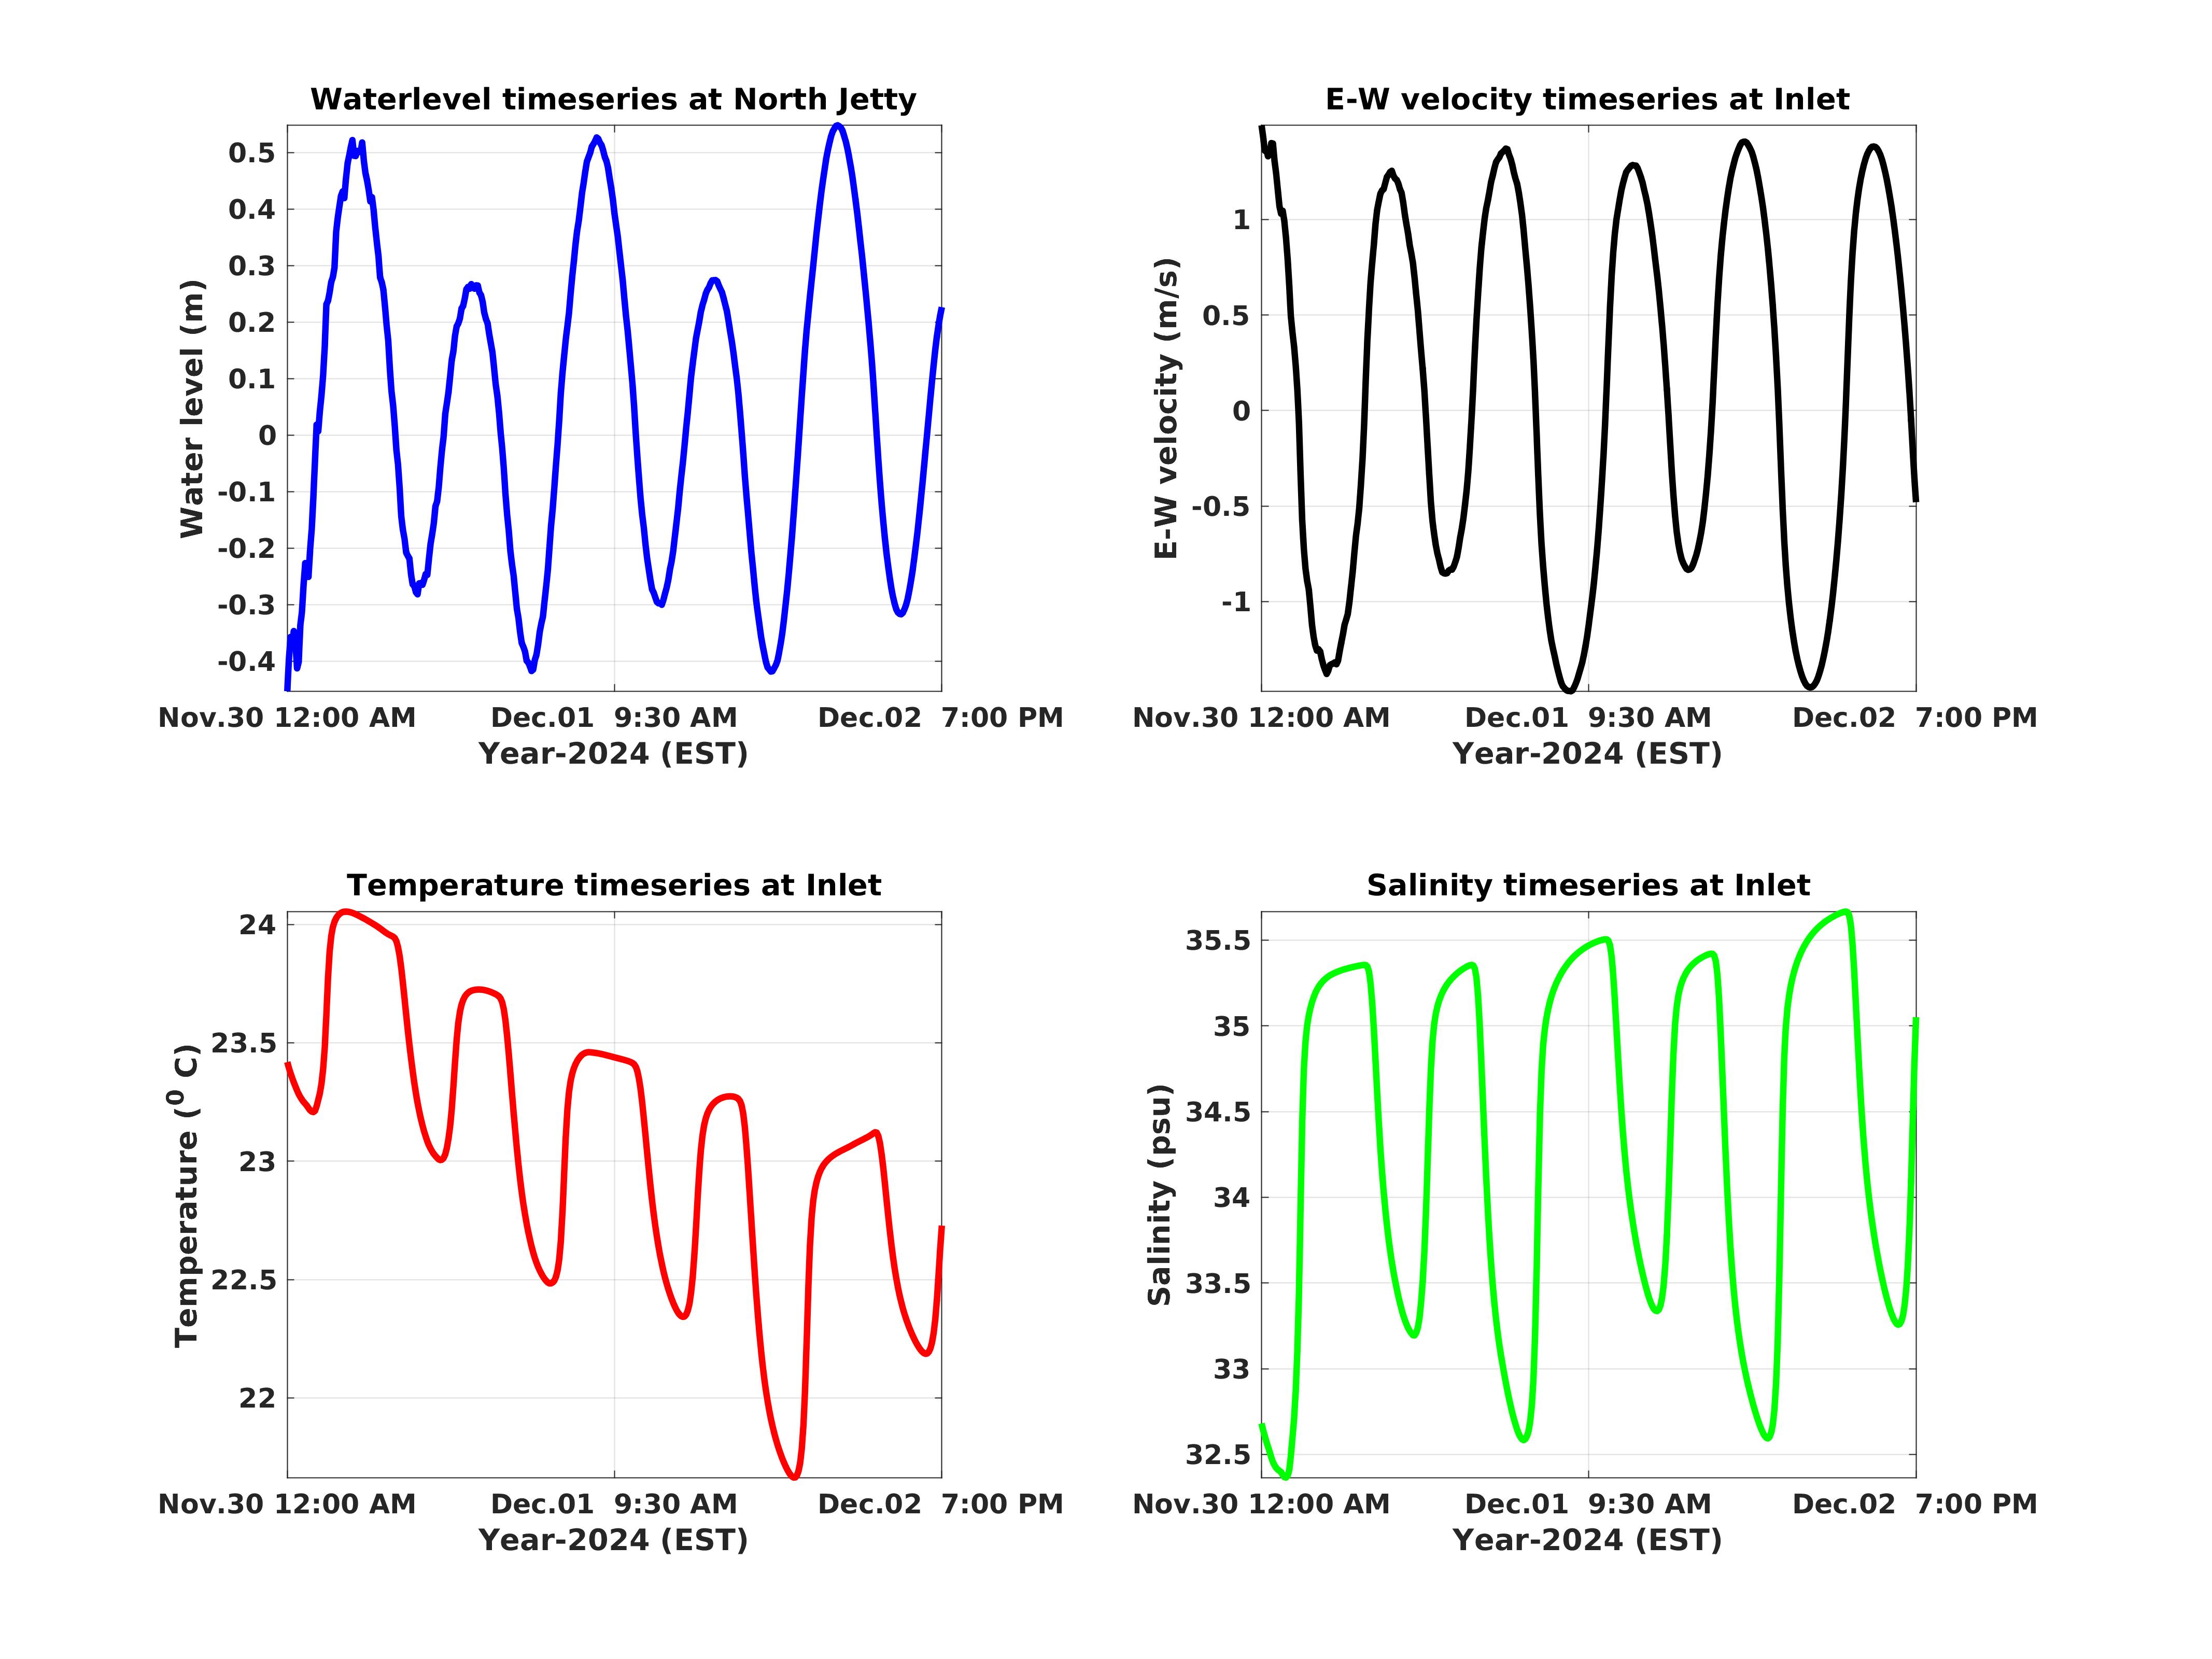 Waterlevel timeseries at North Jetty
0.5
0.4
0.3
0.2
0.1
0
-0.1
-0.2
-0.3
-0.4
Water level (m)
Nov.30 12:00 AM
Dec.01 9:30 AM
Dec.02 7:00 PM
Year-2024 (EST)
E-W velocity timeseries at Inlet
1
0.5
0
-0.5
-1
E-W velocity (m/s)
Nov.30 12:00 AM
Dec.01 9:30 AM
Dec.02 7:00 PM
Year-2024 (EST)
Temperature timeseries at Inlet
24
23.5
23
22.5
22
Temperature (⁰ C)
Nov.30 12:00 AM
Dec.01 9:30 AM
Dec.02 7:00 PM
Year-2024 (EST)
Salinity timeseries at Inlet
35.5
35
34.5
34
33.5
33
32.5
Salinity (psu)
Nov.30 12:00 AM
Dec.01 9:30 AM
Dec.02 7:00 PM
Year-2024 (EST)